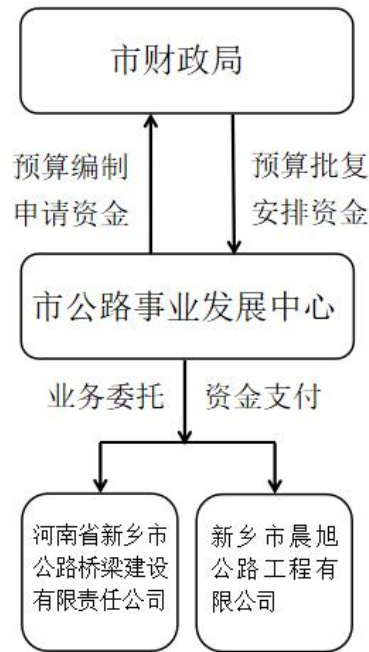 市财政局
预算编制
申请资金
预算批复
安排资金
市公路事业发展中心
业务委托
资金支付
河南省新乡市
公路桥梁建设
有限责任公司
新乡市晨旭
公路工程有
限公司